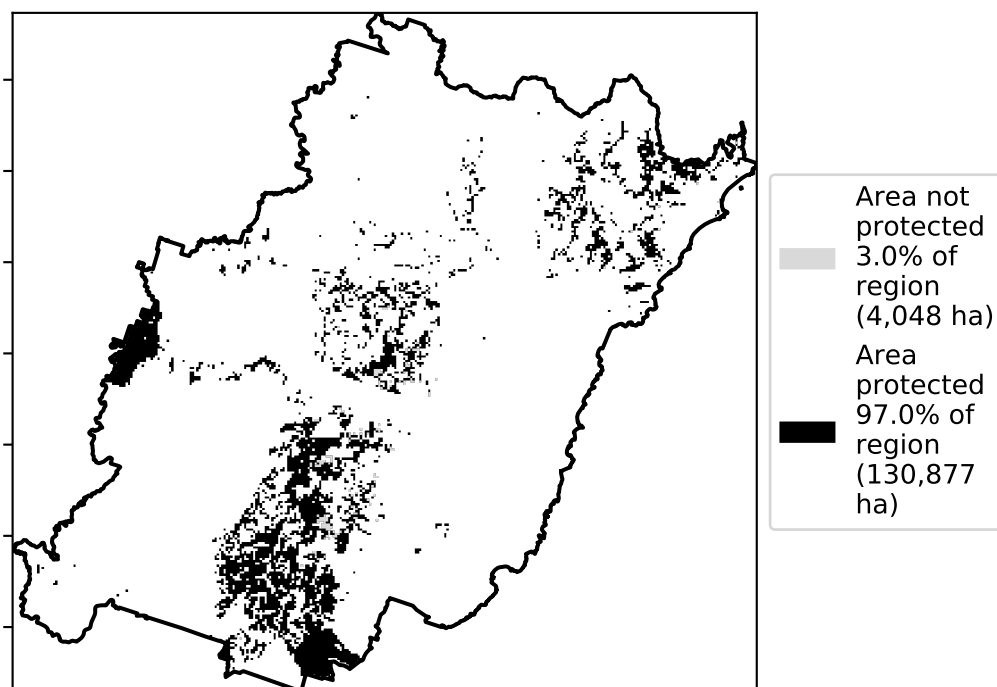 Area not
protected
3.0% of
region
(4,048 ha)
Area
protected
97.0% of
region
(130,877
ha)